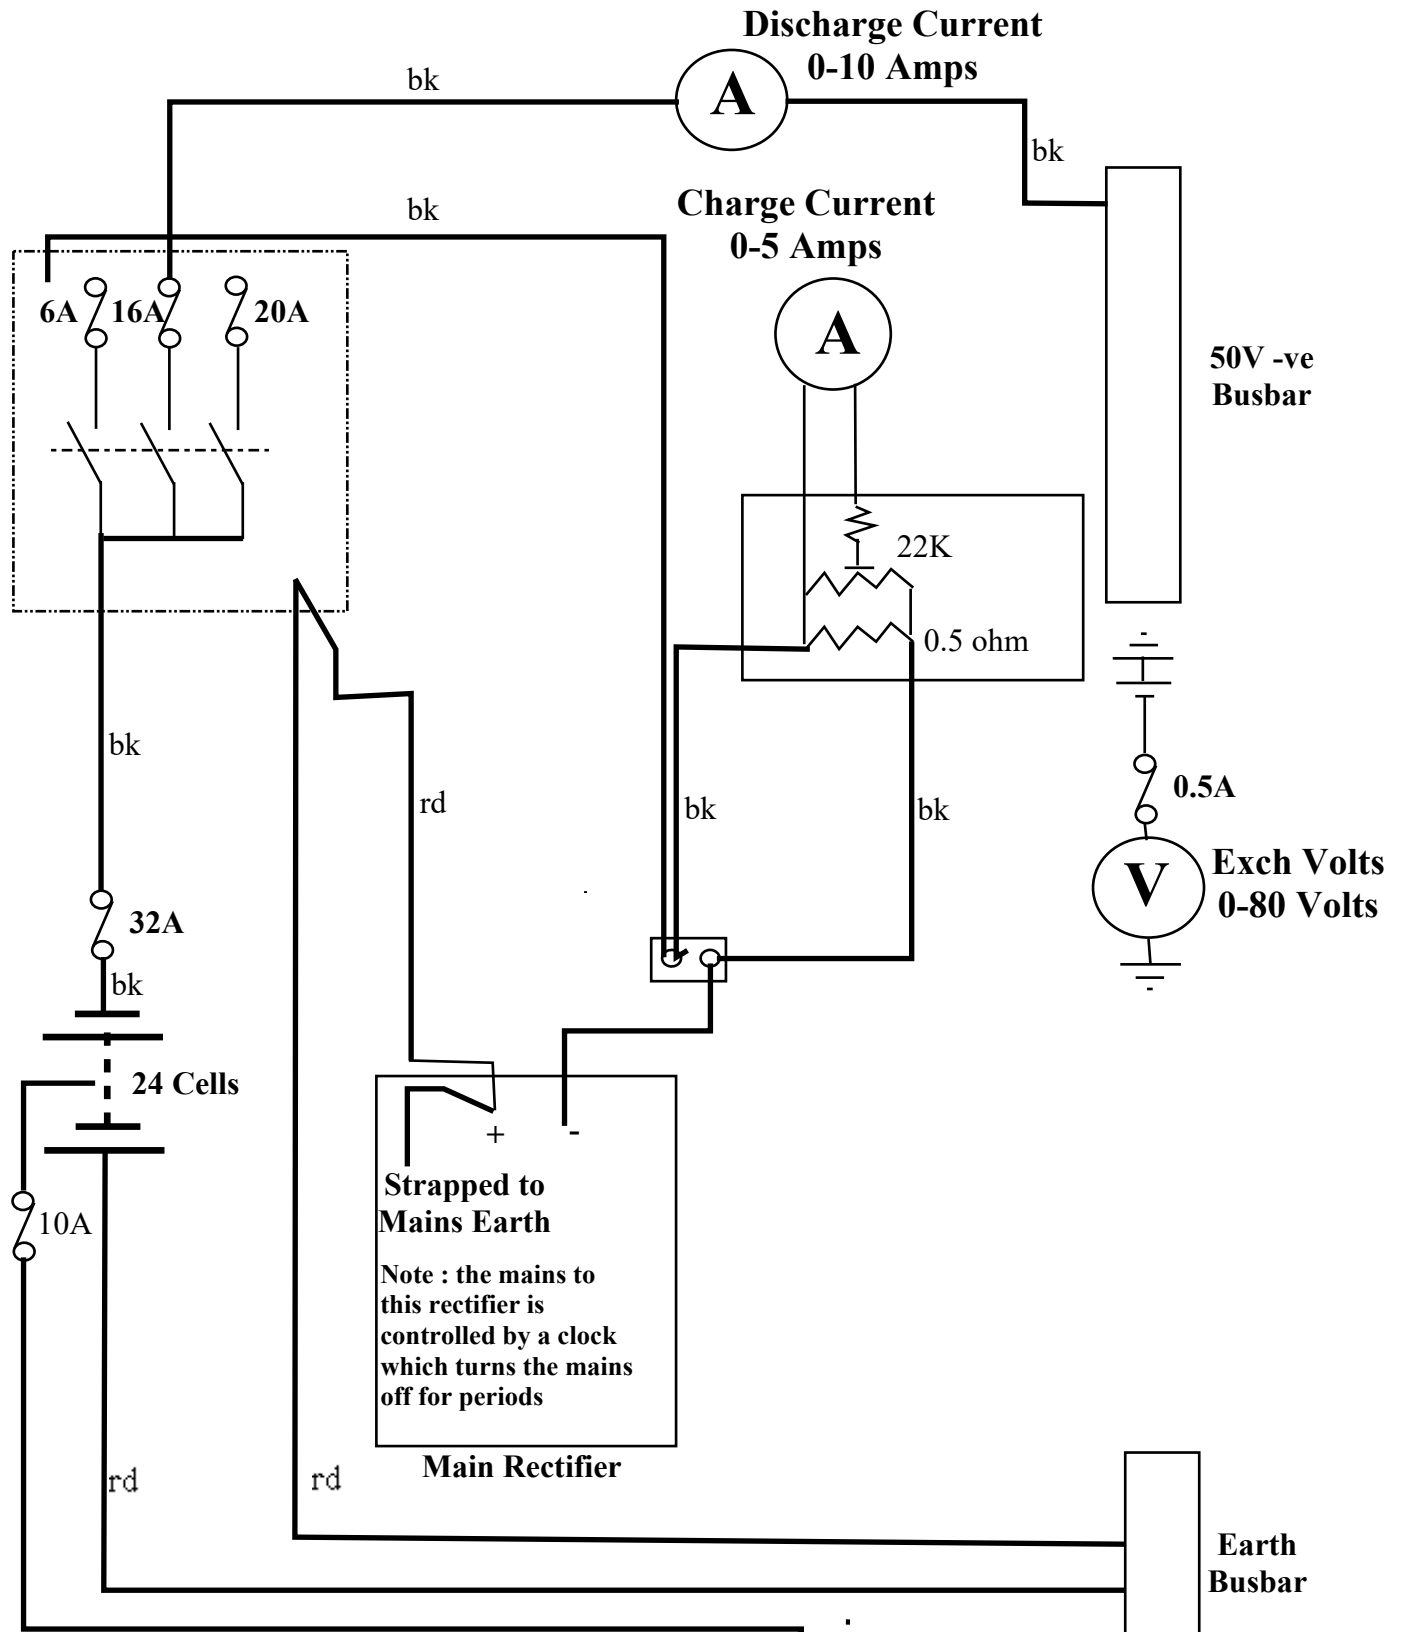 Discharge Current
0-10 Amps
bk
A
bk
Charge Current
0-5 Amps
bk
6A 16A 20A
A
50V -ve
Busbar
22K
0.5 ohm
bk
rd
bk
bk
0.5A
V
Exch Volts
0-80 Volts
32A
bk
24 Cells
+ -
Strapped to
Mains Earth
10A
Note : the mains to
this rectifier is
controlled by a clock
which turns the mains
off for periods
Main Rectifier
rd
rd
Earth
Busbar